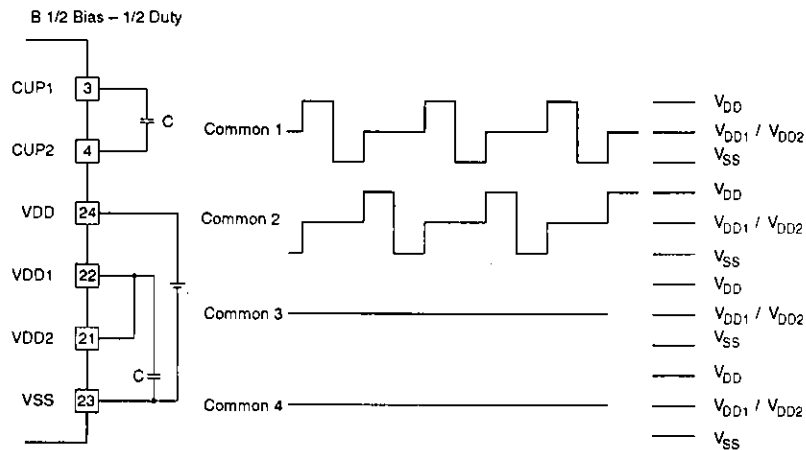 B 1/2 Bias – 1/2 Duty
CUP1 3
C
CUP2 4
VDD 24
VDD1 22
VDD2 21
C
VSS 23
Common 1
VDD
VDD1 / VDD2
VSS
Common 2
VDD
VDD1 / VDD2
VSS
Common 3
VDD
VDD1 / VDD2
VSS
Common 4
VDD
VDD1 / VDD2
VSS